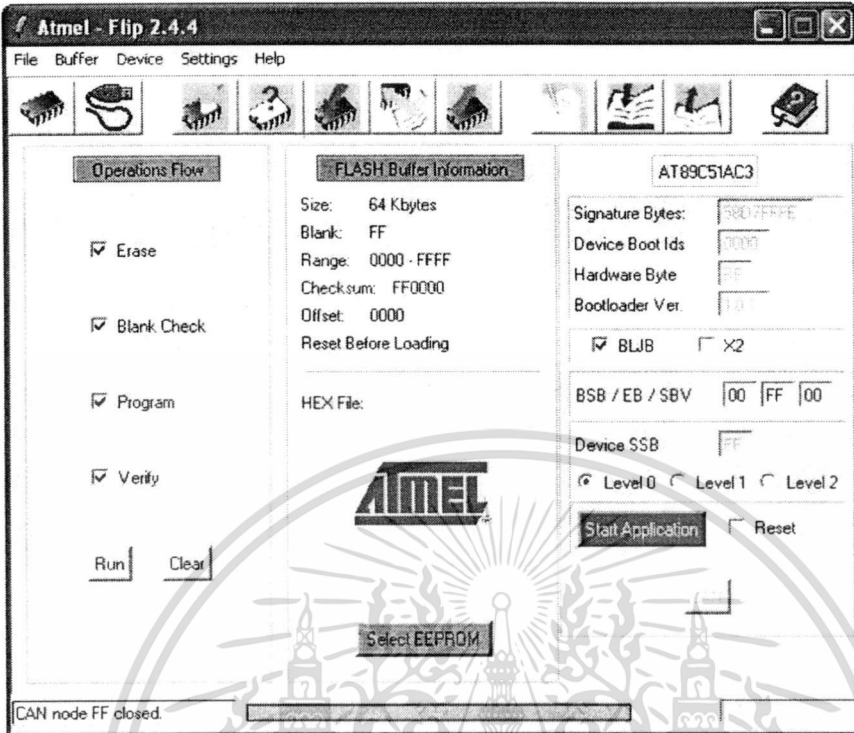 Atmel - Flip 2.4.4
File Buffer Device Settings Help
Operations Flow
Erase
Blank Check
Program
Verify
Run Clear
FLASH Buffer Information
Size: 64 Kbytes
Blank: FF
Range: 0000 - FFFF
Checksum: FF0000
Offset: 0000
Reset Before Loading
HEX File:
ATMEL
Select EEPROM
AT89C51AC3
Signature Bytes: 58D7FFFE
Device Boot Ids 0000
Hardware Byte
Bootloader Ver.
BLJB X2
BSB / EB / SBV 00 FF 00
Device SSB FF
Level 0 Level 1 Level 2
Start Application Reset
CAN node FF closed.